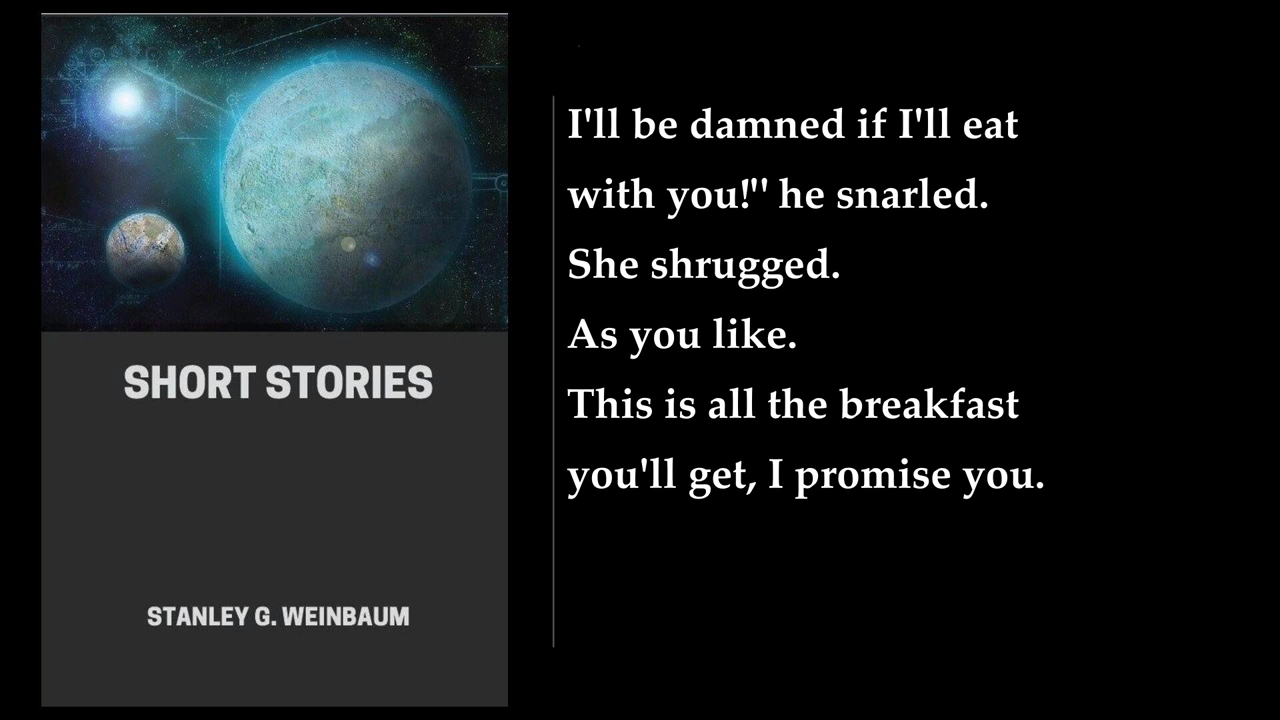 SHORT STORIES
STANLEY G. WEINBAUM
I'll be damned if I'll eat
with you!" he snarled.
She shrugged.
As you like.
This is all the breakfast
you'll get, I promise you.